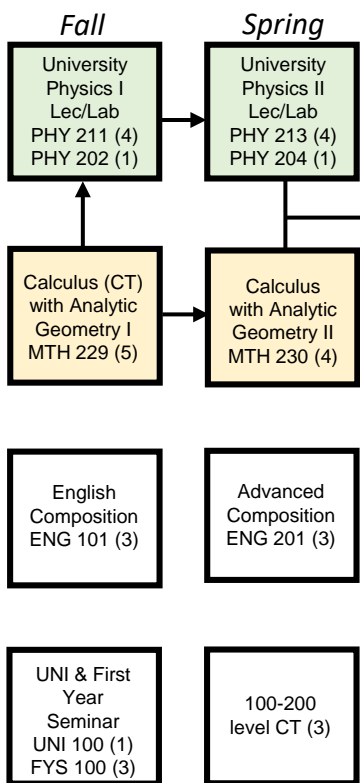 Fall
Spring
University
Physics I
Lec/Lab
PHY 211 (4)
PHY 202 (1)
University
Physics II
Lec/Lab
PHY 213 (4)
PHY 204 (1)
Calculus (CT)
with Analytic
Geometry I
MTH 229 (5)
Calculus
with Analytic
Geometry II
MTH 230 (4)
English
Composition
ENG 101 (3)
Advanced
Composition
ENG 201 (3)
UNI & First
Year
Seminar
UNI 100 (1)
FYS 100 (3)
100-200
level CT (3)